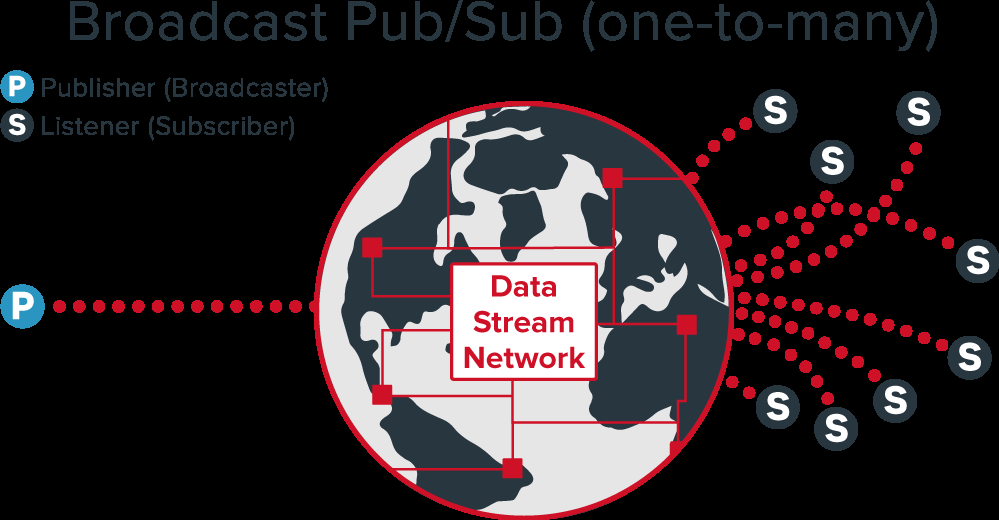 Broadcast Pub/Sub (one-to-many)
P Publisher (Broadcaster)
S Listener (Subscriber)
S
S
S
S
P
Data
Stream
Network
S
S
S
S